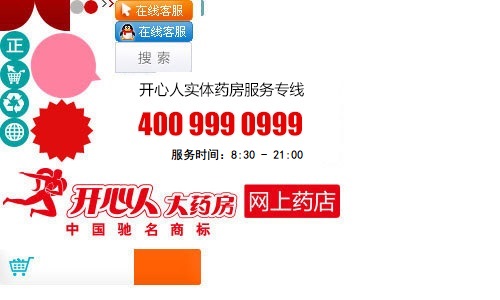 >>
在线客服
在线客服
正
搜 索
开心人实体药房服务专线
400 999 0999
服务时间：8:30 - 21:00
开心人大药房 网上药店
中国驰名商标